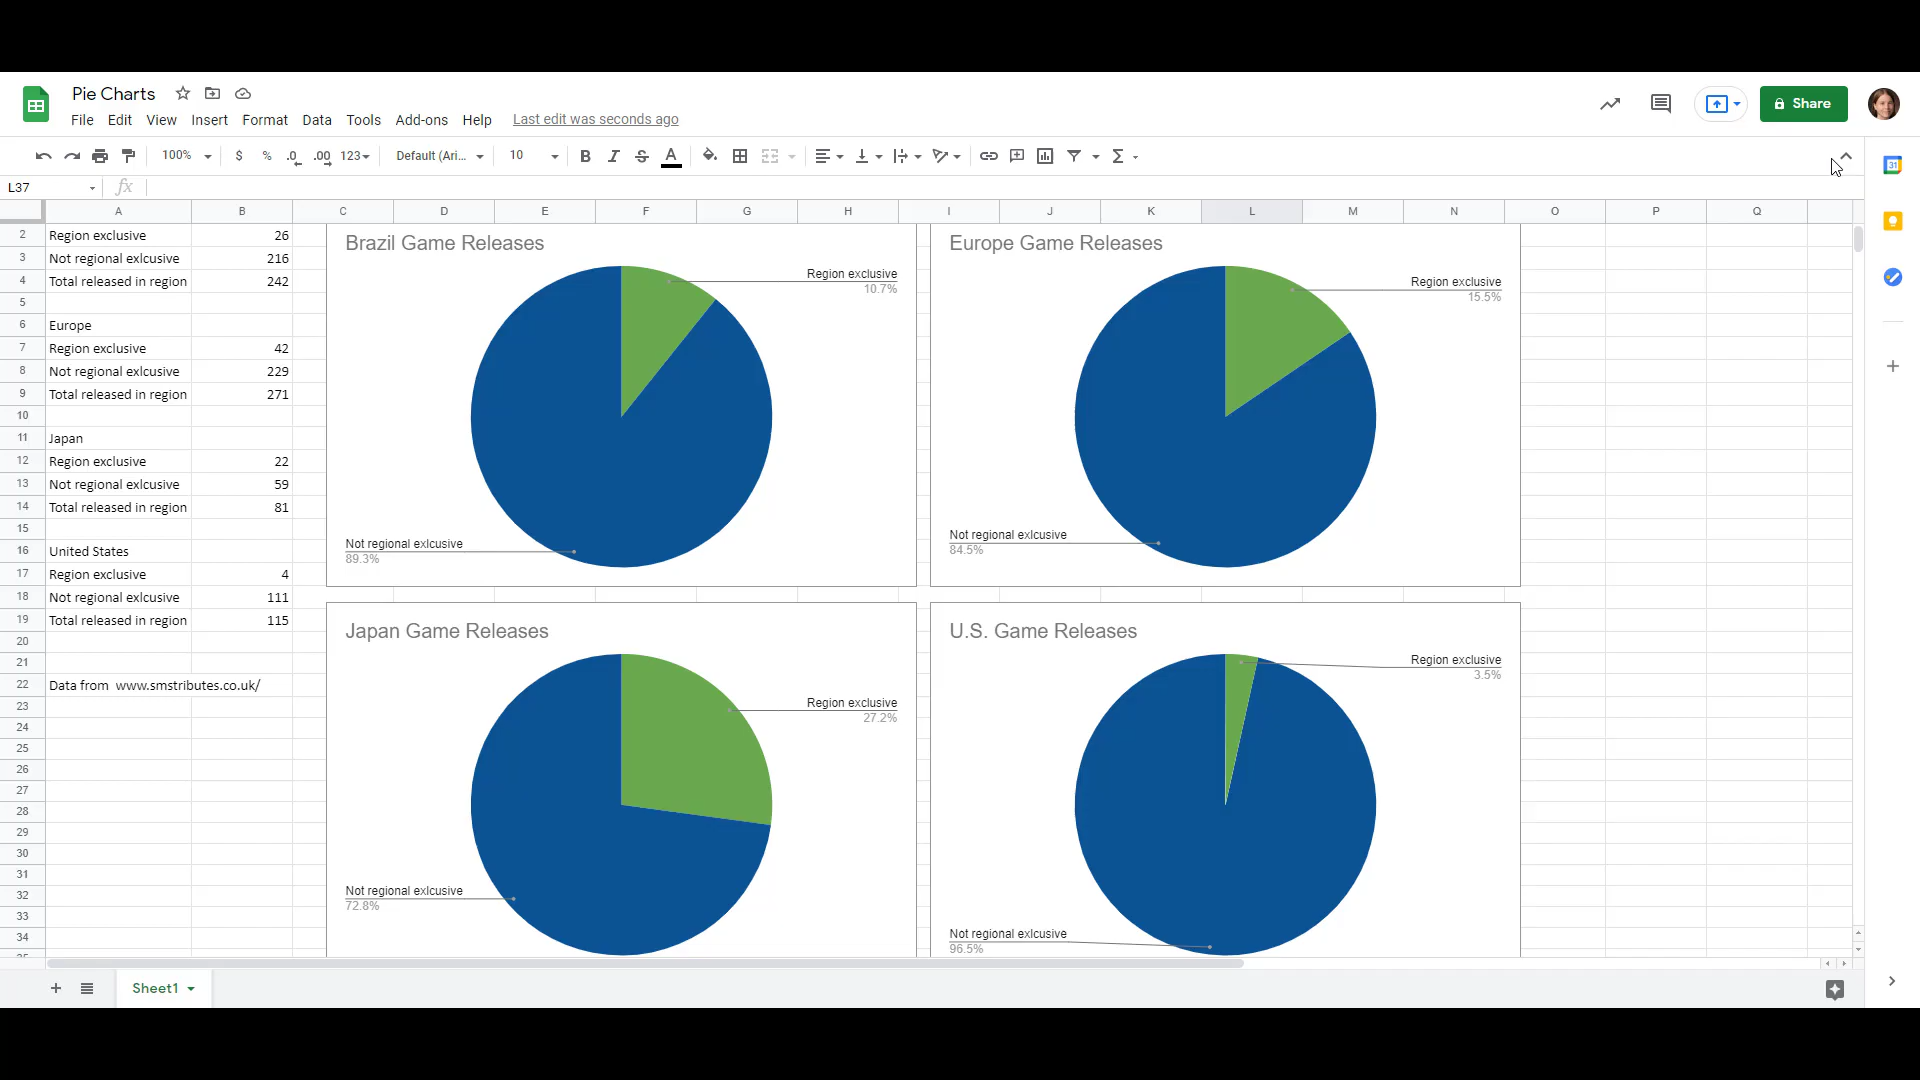 Pie Charts
File Edit View Insert Format Data Tools Add-ons Help Last edit was seconds ago
Share
100% $ % .0 .00 123 Default (Ari... 10 B I S A Σ
31
L37 fx
A B C D E F G H I J K L M N O P Q
2 Region exclusive 26
3 Not regional exlcusive 216
4 Total released in region 242
5
6 Europe
7 Region exclusive 42
8 Not regional exlcusive 229
9 Total released in region 271
10
11 Japan
12 Region exclusive 22
13 Not regional exlcusive 59
14 Total released in region 81
15
16 United States
17 Region exclusive 4
18 Not regional exlcusive 111
19 Total released in region 115
20
21
22 Data from www.smstributes.co.uk/
23
24
25
26
27
28
29
30
31
32
33
34
Brazil Game Releases
Region exclusive
10.7%
Not regional exlcusive
89.3%
Europe Game Releases
Region exclusive
15.5%
Not regional exlcusive
84.5%
Japan Game Releases
Region exclusive
27.2%
Not regional exlcusive
72.8%
U.S. Game Releases
Region exclusive
3.5%
Not regional exlcusive
96.5%
Sheet1